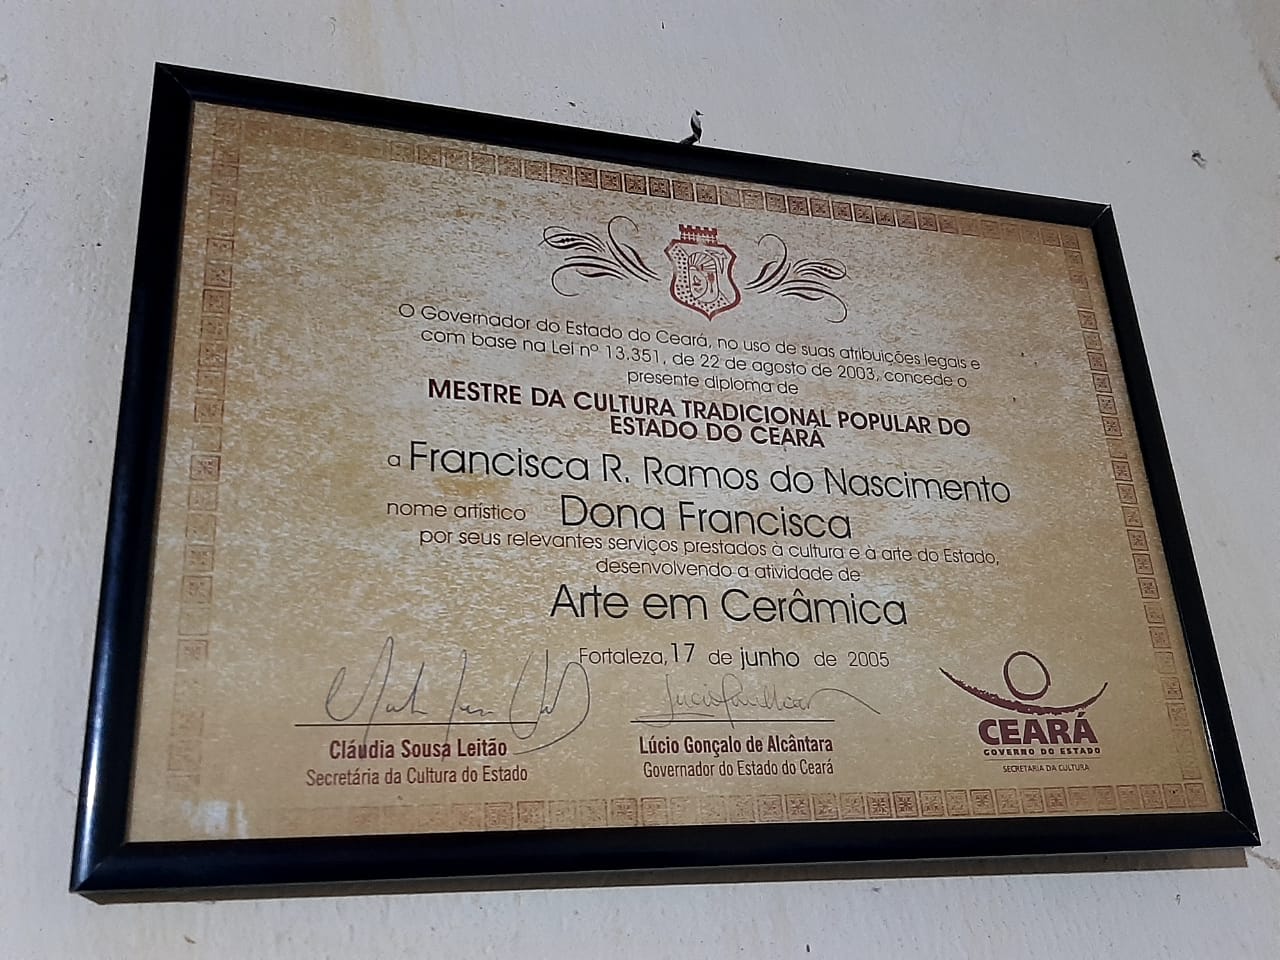 O Governador do Estado do Ceará, no uso de suas atribuições legais e
com base na Lei nº 13.351, de 22 de agosto de 2003, concede o
presente diploma de
MESTRE DA CULTURA TRADICIONAL POPULAR DO
ESTADO DO CEARÁ
a Francisca R. Ramos do Nascimento
nome artístico Dona Francisca
por seus relevantes serviços prestados à cultura e à arte do Estado,
desenvolvendo a atividade de
Arte em Cerâmica
Fortaleza, 17 de junho de 2005
Cláudia Sousa Leitão
Secretária da Cultura do Estado
Lúcio Gonçalo de Alcântara
Governador do Estado do Ceará
CEARÁ
GOVERNO DO ESTADO
SECRETARIA DA CULTURA